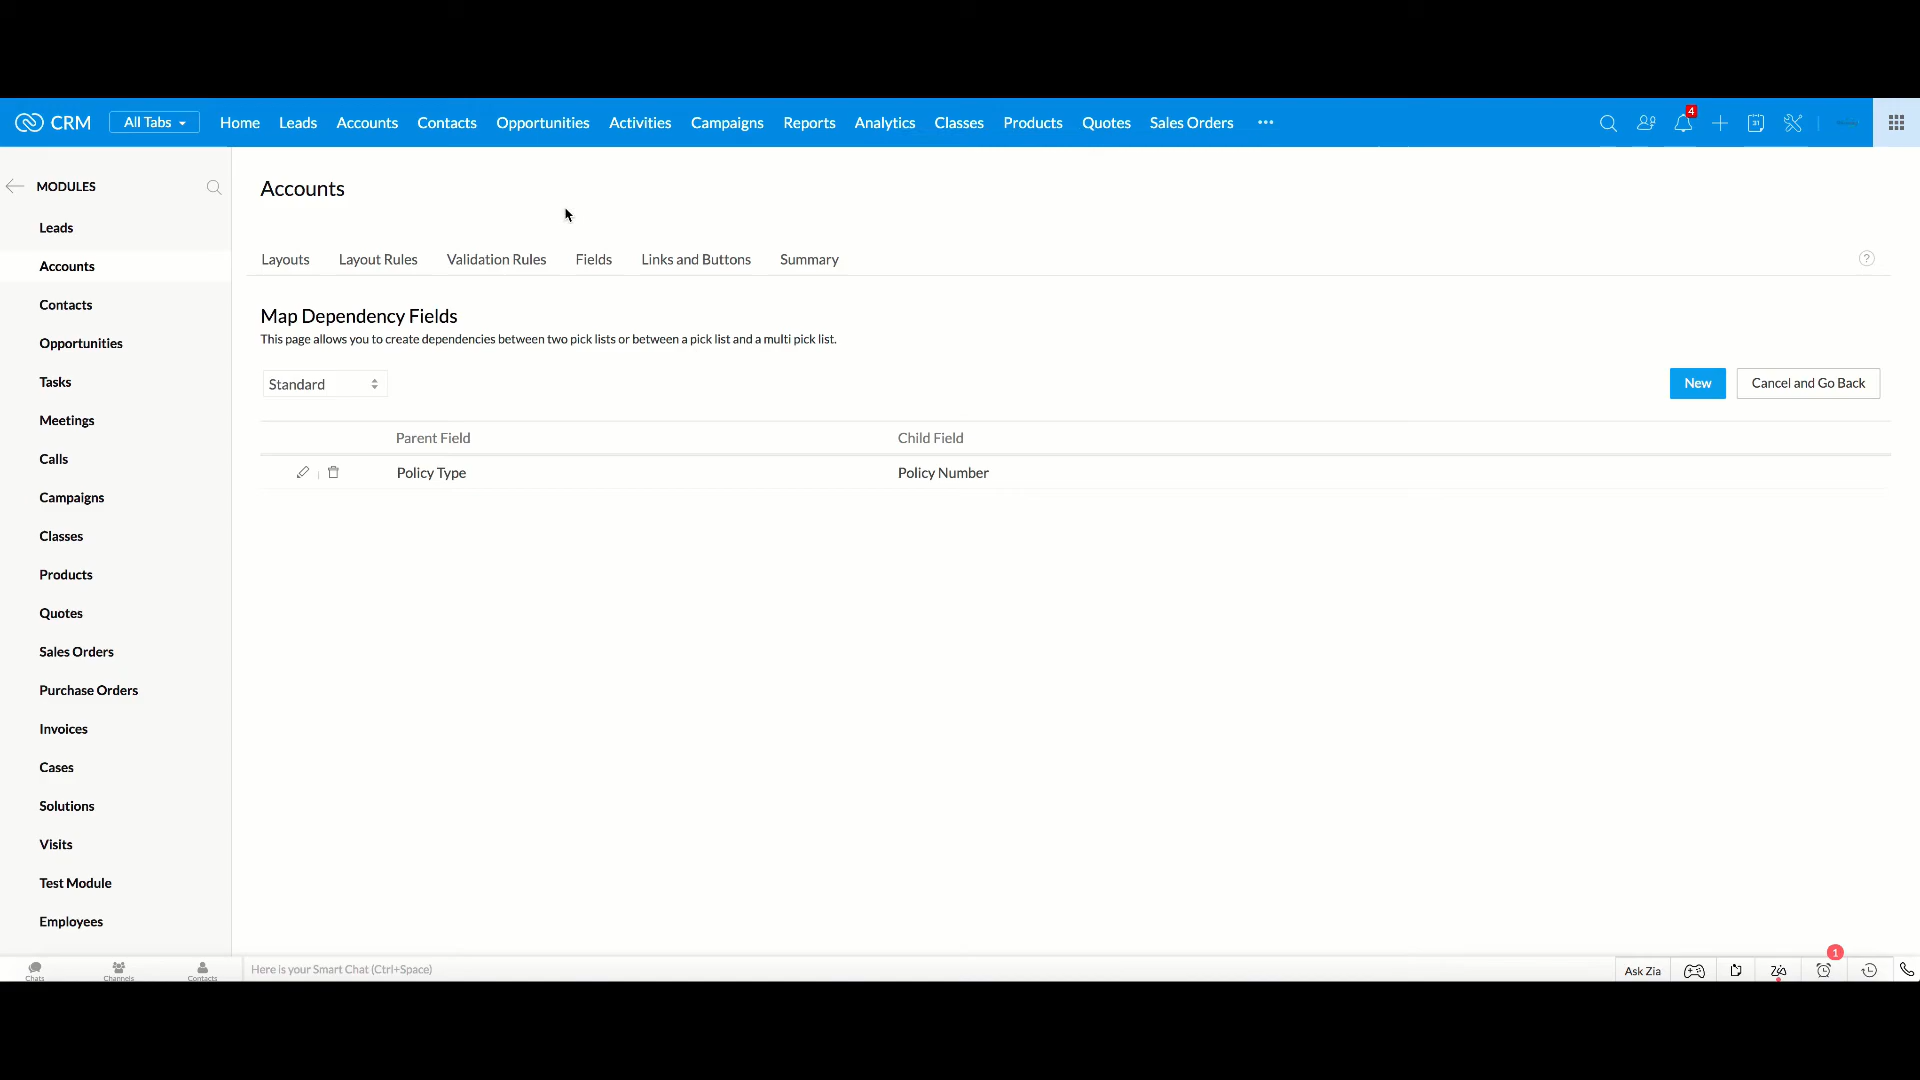 CRM
All Tabs
Home
Leads
Accounts
Contacts
Opportunities
Activities
Campaigns
Reports
Analytics
Classes
Products
Quotes
Sales Orders
4
31
MODULES
Leads
Accounts
Contacts
Opportunities
Tasks
Meetings
Calls
Campaigns
Classes
Products
Quotes
Sales Orders
Purchase Orders
Invoices
Cases
Solutions
Visits
Test Module
Employees
Accounts
Layouts
Layout Rules
Validation Rules
Fields
Links and Buttons
Summary
?
Map Dependency Fields
This page allows you to create dependencies between two pick lists or between a pick list and a multi pick list.
Standard
New
Cancel and Go Back
Parent Field
Child Field
Policy Type
Policy Number
Chats
Channels
Contacts
Here is your Smart Chat (Ctrl+Space)
Ask Zia
1